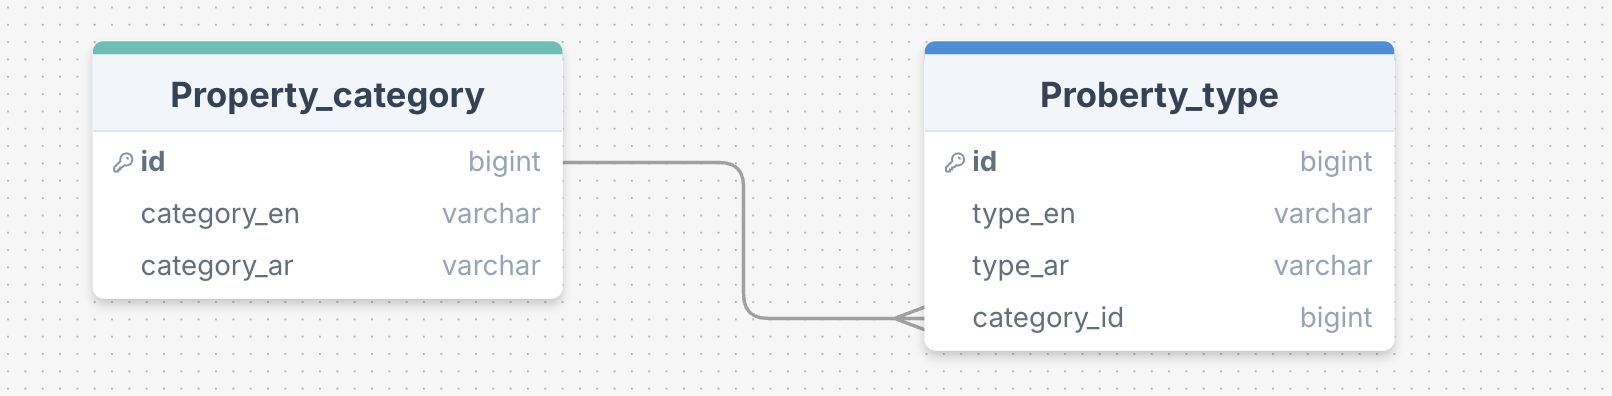 Property_category
id bigint
category_en varchar
category_ar varchar
Proberty_type
id bigint
type_en varchar
type_ar varchar
category_id bigint